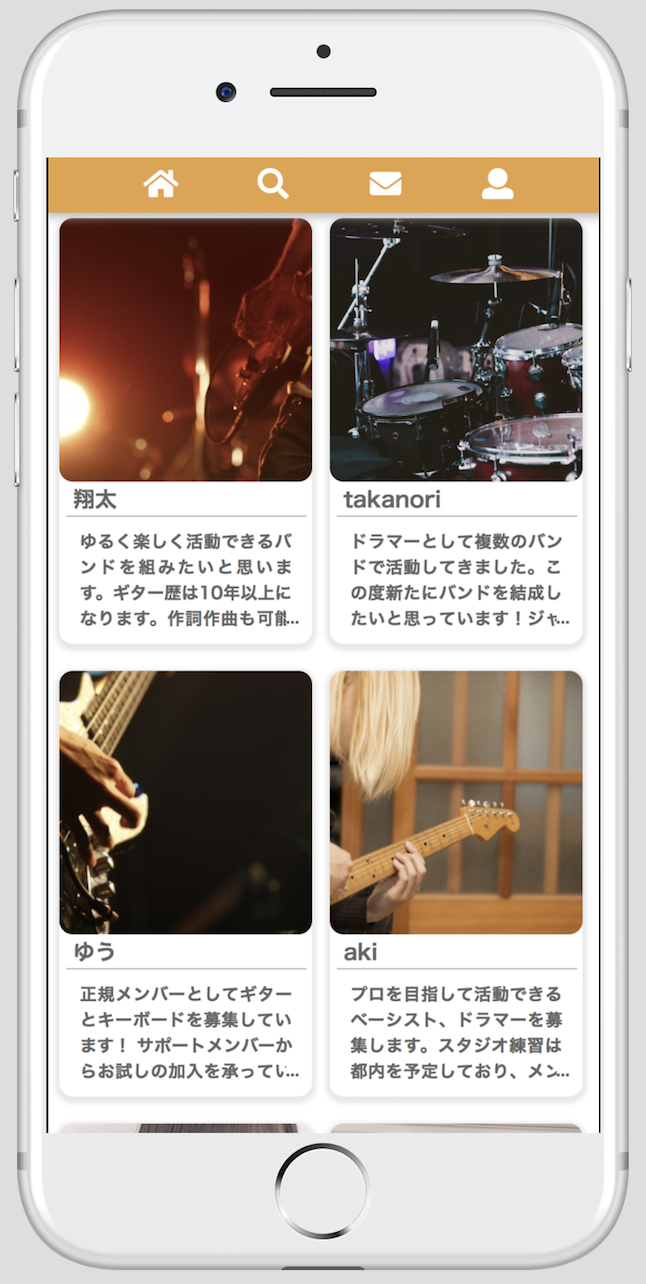 翔太
ゆるく楽しく活動できるバ
ンドを組みたいと思いま
す。ギター歴は10年以上に
なります。作詞作曲も可能...
takanori
ドラマーとして複数のバン
ドで活動してきました。こ
の度新たにバンドを結成し
たいと思っています！ジャ...
ゆう
正規メンバーとしてギター
とキーボードを募集してい
ます！ サポートメンバーか
らお試しの加入を承ってい...
aki
プロを目指して活動できる
ベーシスト、ドラマーを募
集します。スタジオ練習は
都内を予定しており、メン...